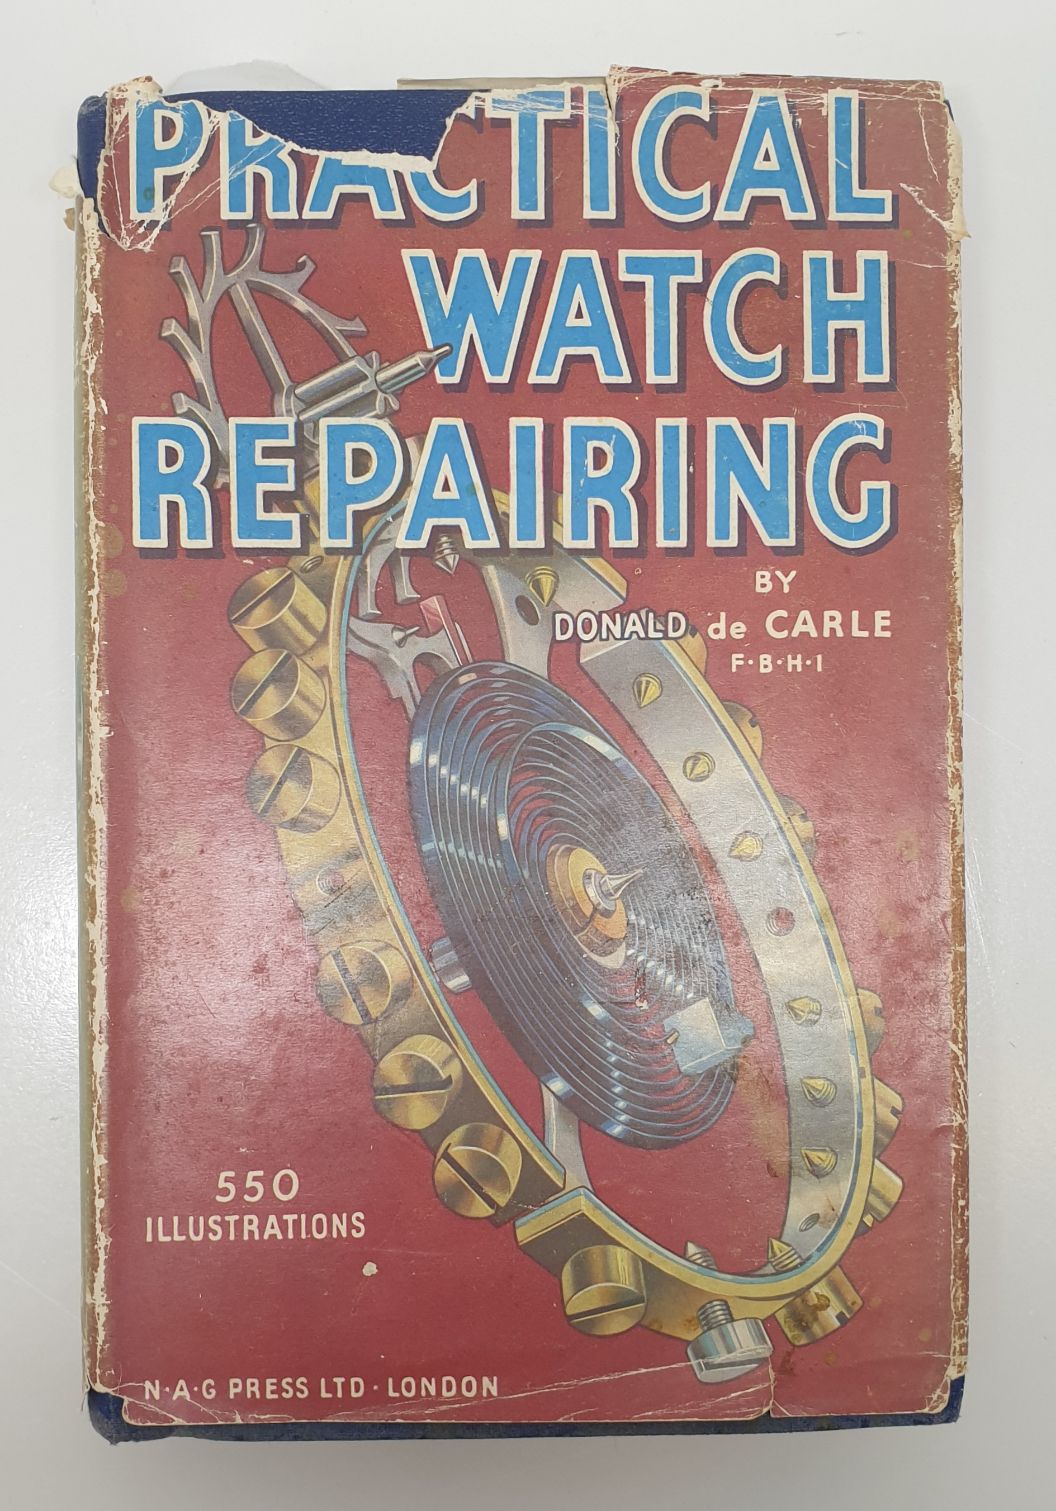 PRACTICAL
WATCH
REPAIRING
BY
DONALD de CARLE
F·B·H·I
550
ILLUSTRATIONS
N·A·G PRESS LTD · LONDON